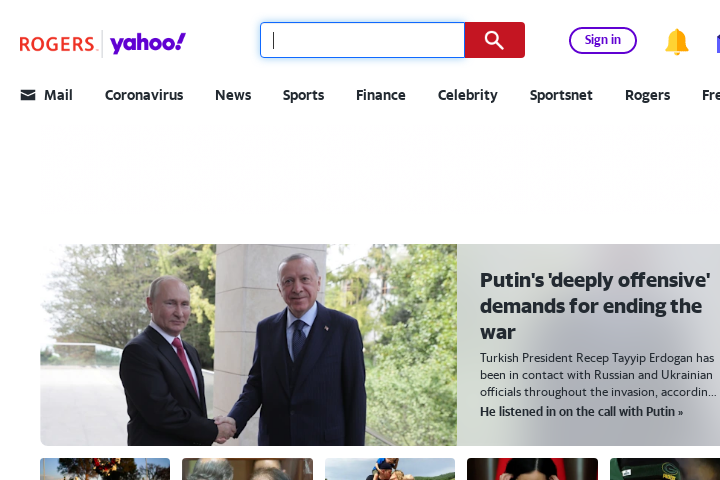 ROGERS yahoo!
Sign in
Mail Coronavirus News Sports Finance Celebrity Sportsnet Rogers Fre
Putin's 'deeply offensive'
demands for ending the
war
Turkish President Recep Tayyip Erdogan has
been in contact with Russian and Ukrainian
officials throughout the invasion, accordin...
He listened in on the call with Putin »